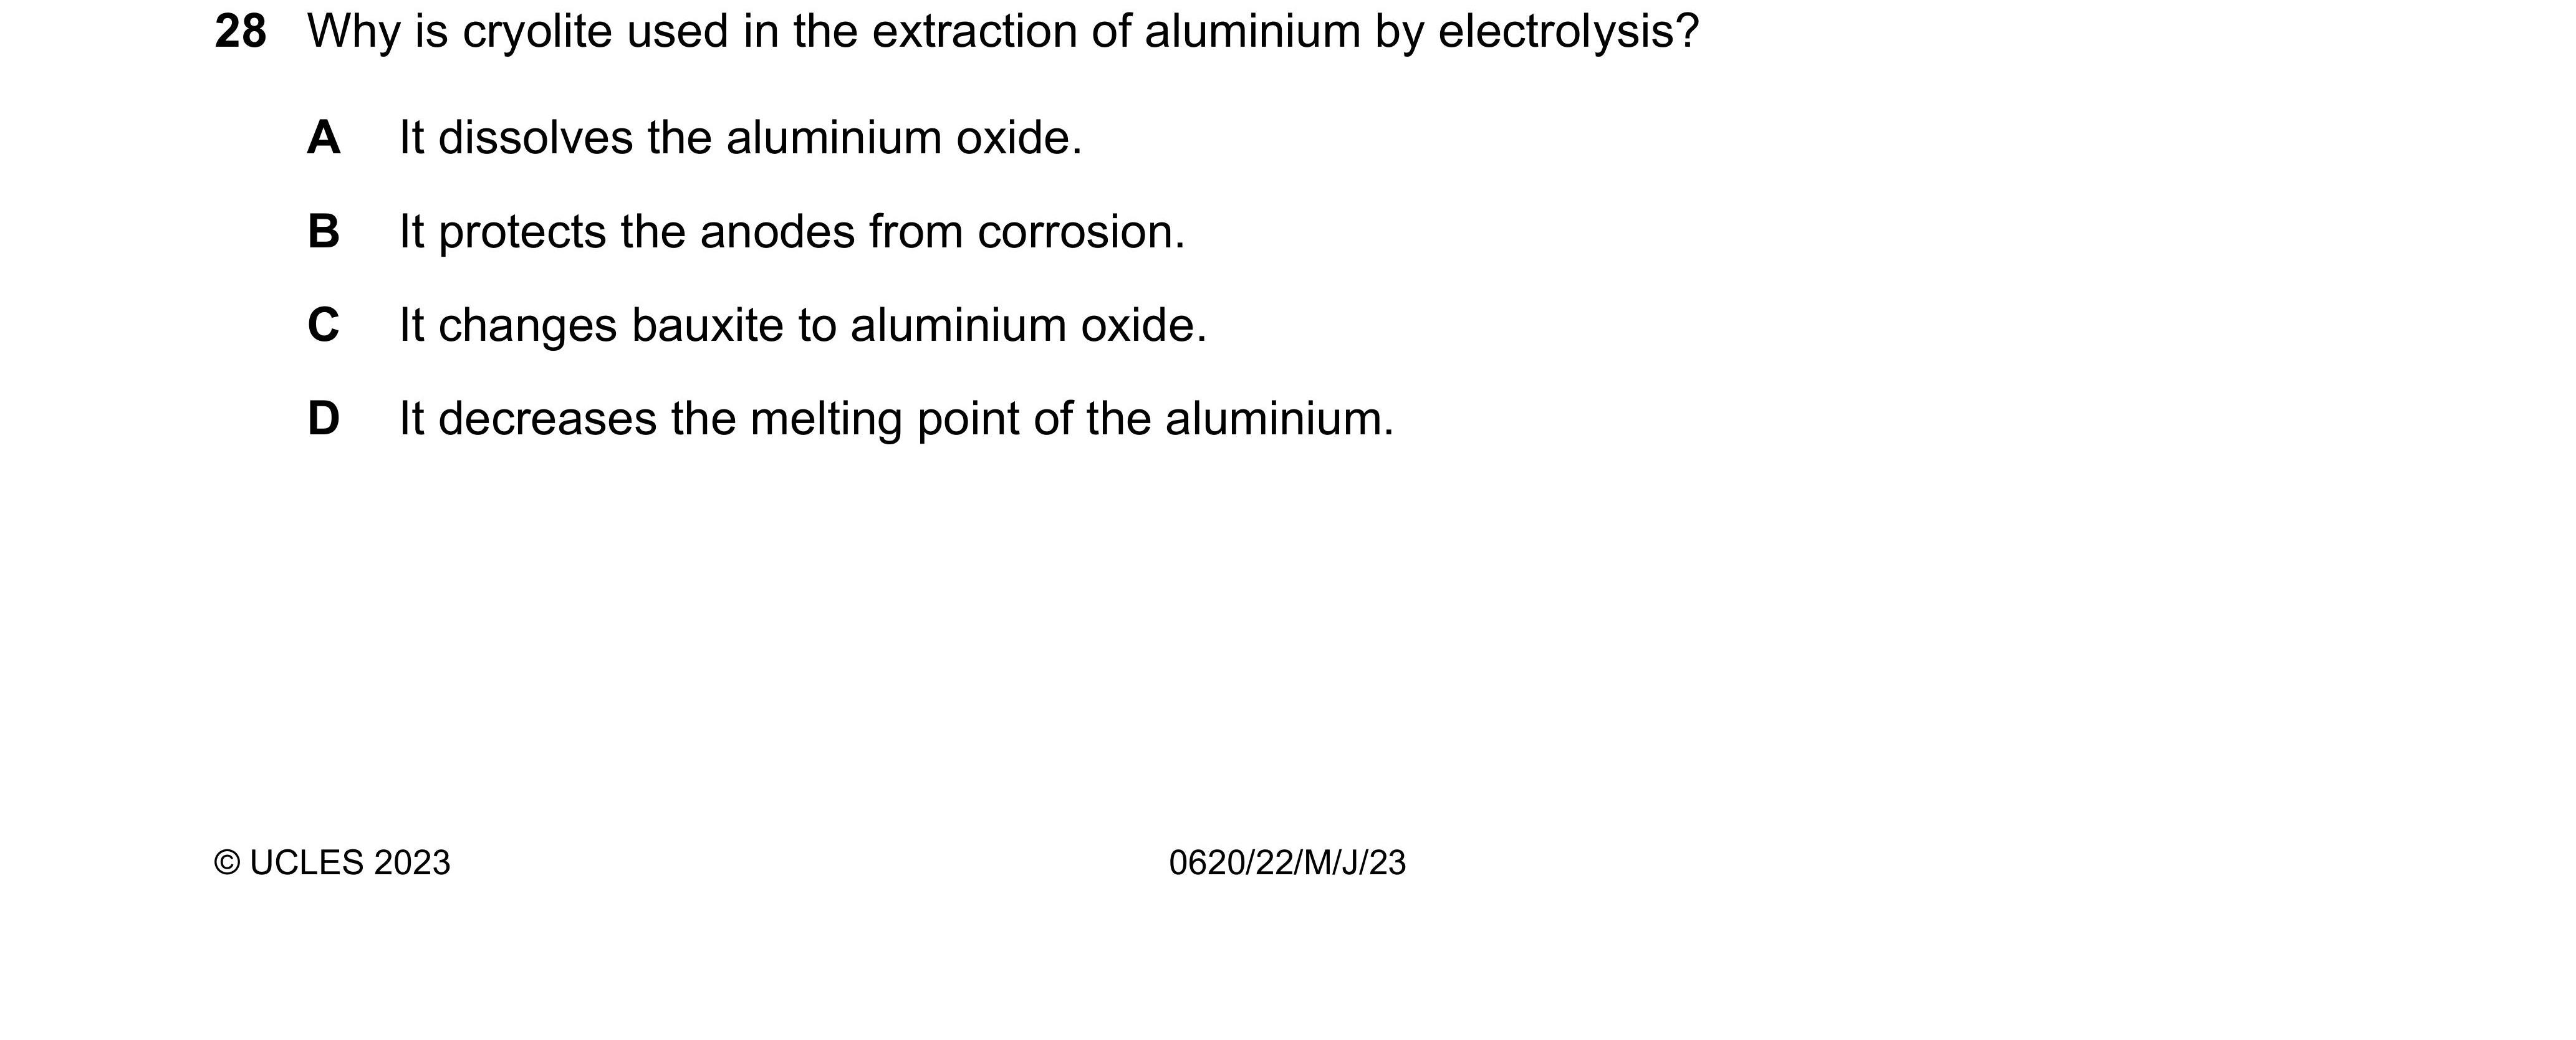 28 Why is cryolite used in the extraction of aluminium by electrolysis?
A It dissolves the aluminium oxide.
B It protects the anodes from corrosion.
C It changes bauxite to aluminium oxide.
D It decreases the melting point of the aluminium.
© UCLES 2023 0620/22/M/J/23